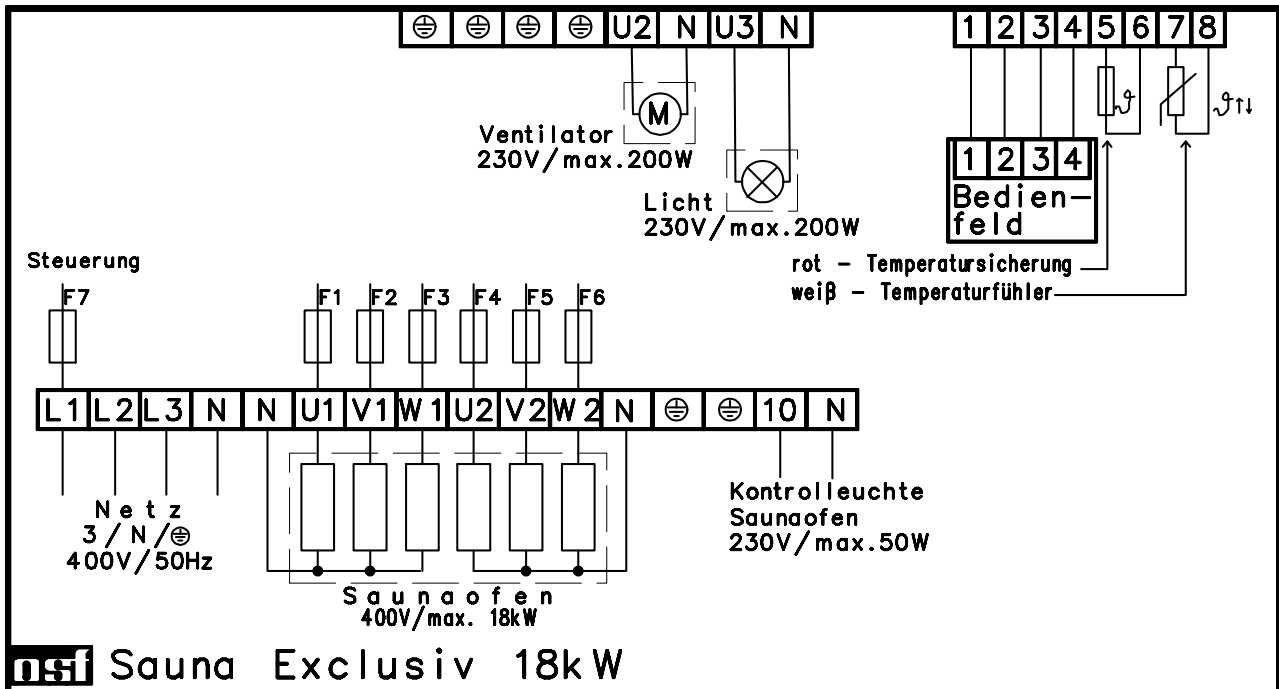 U2 N U3 N
1 2 3 4 5 6 7 8
M
ϑ
ϑ↑↓
Ventilator
230V/max.200W
1 2 3 4
Bedien-
feld
Licht
230V/max.200W
rot - Temperatursicherung
weiß - Temperaturfühler
Steuerung
F7 F1 F2 F3 F4 F5 F6
L1 L2 L3 N N U1 V1 W1 U2 V2 W2 N 10 N
Netz
3/N/
400V/50Hz
Kontrolleuchte
Saunaofen
230V/max.50W
Saunaofen
400V/max. 18kW
osf Sauna Exclusiv 18kW